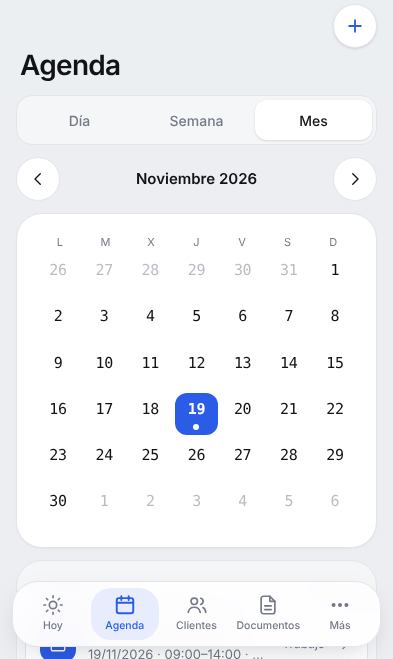 Agenda
Día Semana Mes
Noviembre 2026
L M X J V S D
26 27 28 29 30 31 1
2 3 4 5 6 7 8
9 10 11 12 13 14 15
16 17 18 19 20 21 22
23 24 25 26 27 28 29
30 1 2 3 4 5 6
Hoy Agenda Clientes Documentos Más
19/11/2026 · 09:00–14:00 · ...